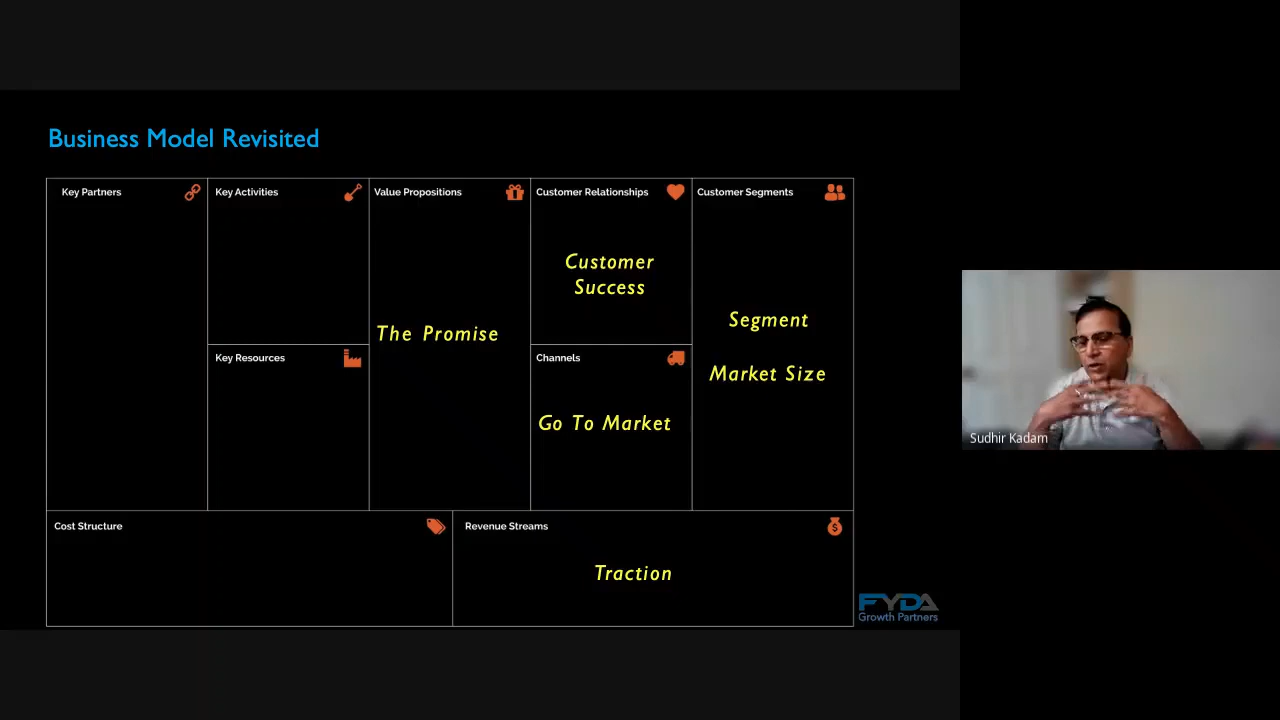 Business Model Revisited
Key Partners
Key Activities
Value Propositions
Customer Relationships
Customer Segments
Customer
Success
The Promise
Segment
Market Size
Key Resources
Channels
Go To Market
Cost Structure
Revenue Streams
$
Traction
FYDA
Growth Partners
Sudhir Kadam